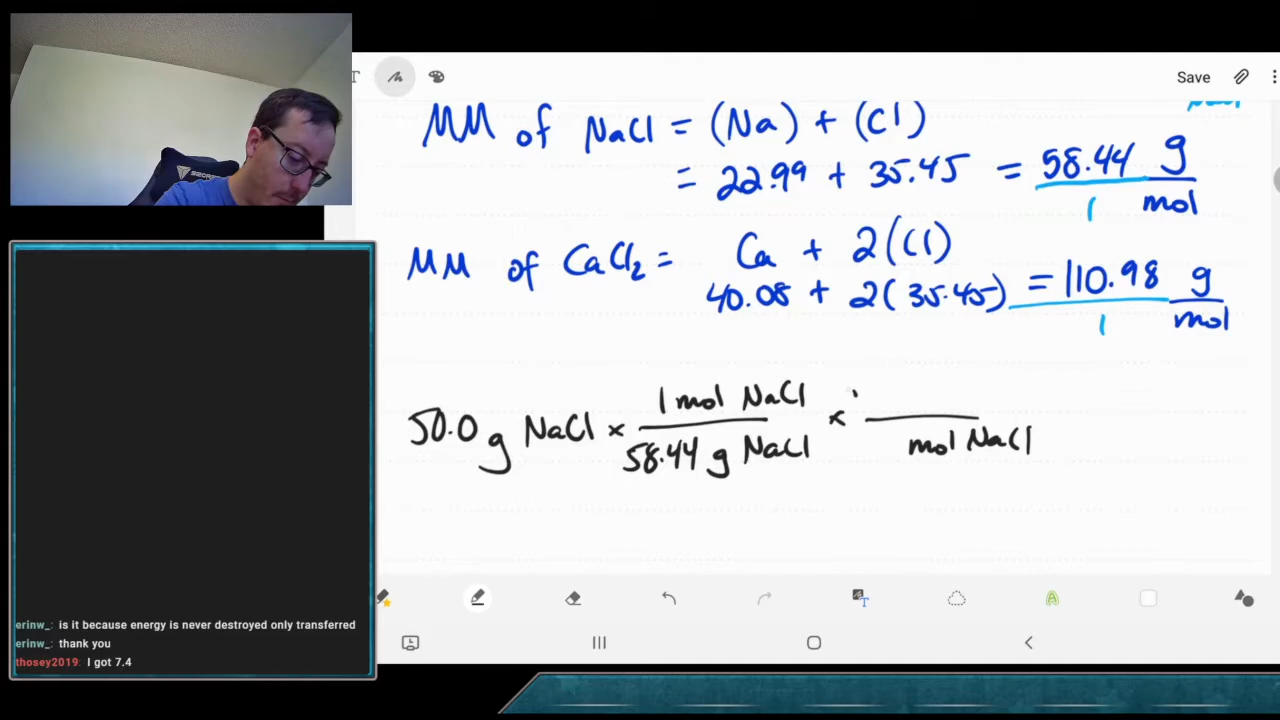 T
Save
MM of NaCl = (Na) + (Cl)
= 22.99 + 35.45 = 58.44 g
1 mol
MM of CaCl₂ = Ca + 2(Cl)
40.08 + 2(35.45) = 110.98 g
1 mol
1 mol NaCl
50.0 g NaCl × ×
58.44 g NaCl mol NaCl
erinw_: is it because energy is never destroyed only transferred
erinw_: thank you
thosey2019: I got 7.4